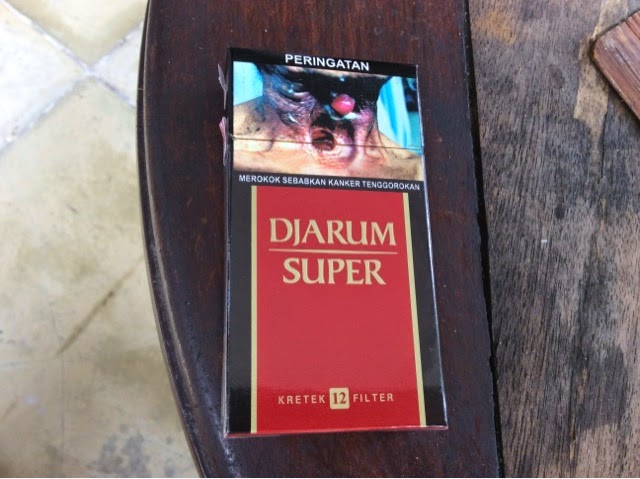 PERINGATAN
MEROKOK SEBABKAN KANKER TENGGOROKAN
DJARUM
SUPER
KRETEK 12 FILTER